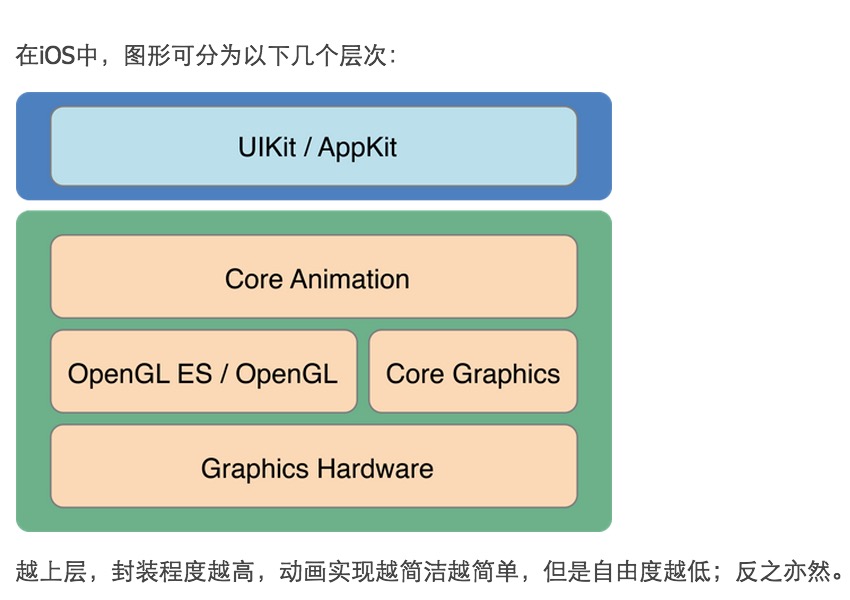 在iOS中，图形可分为以下几个层次：
UIKit / AppKit
Core Animation
OpenGL ES / OpenGL
Core Graphics
Graphics Hardware
越上层，封装程度越高，动画实现越简洁越简单，但是自由度越低；反之亦然。